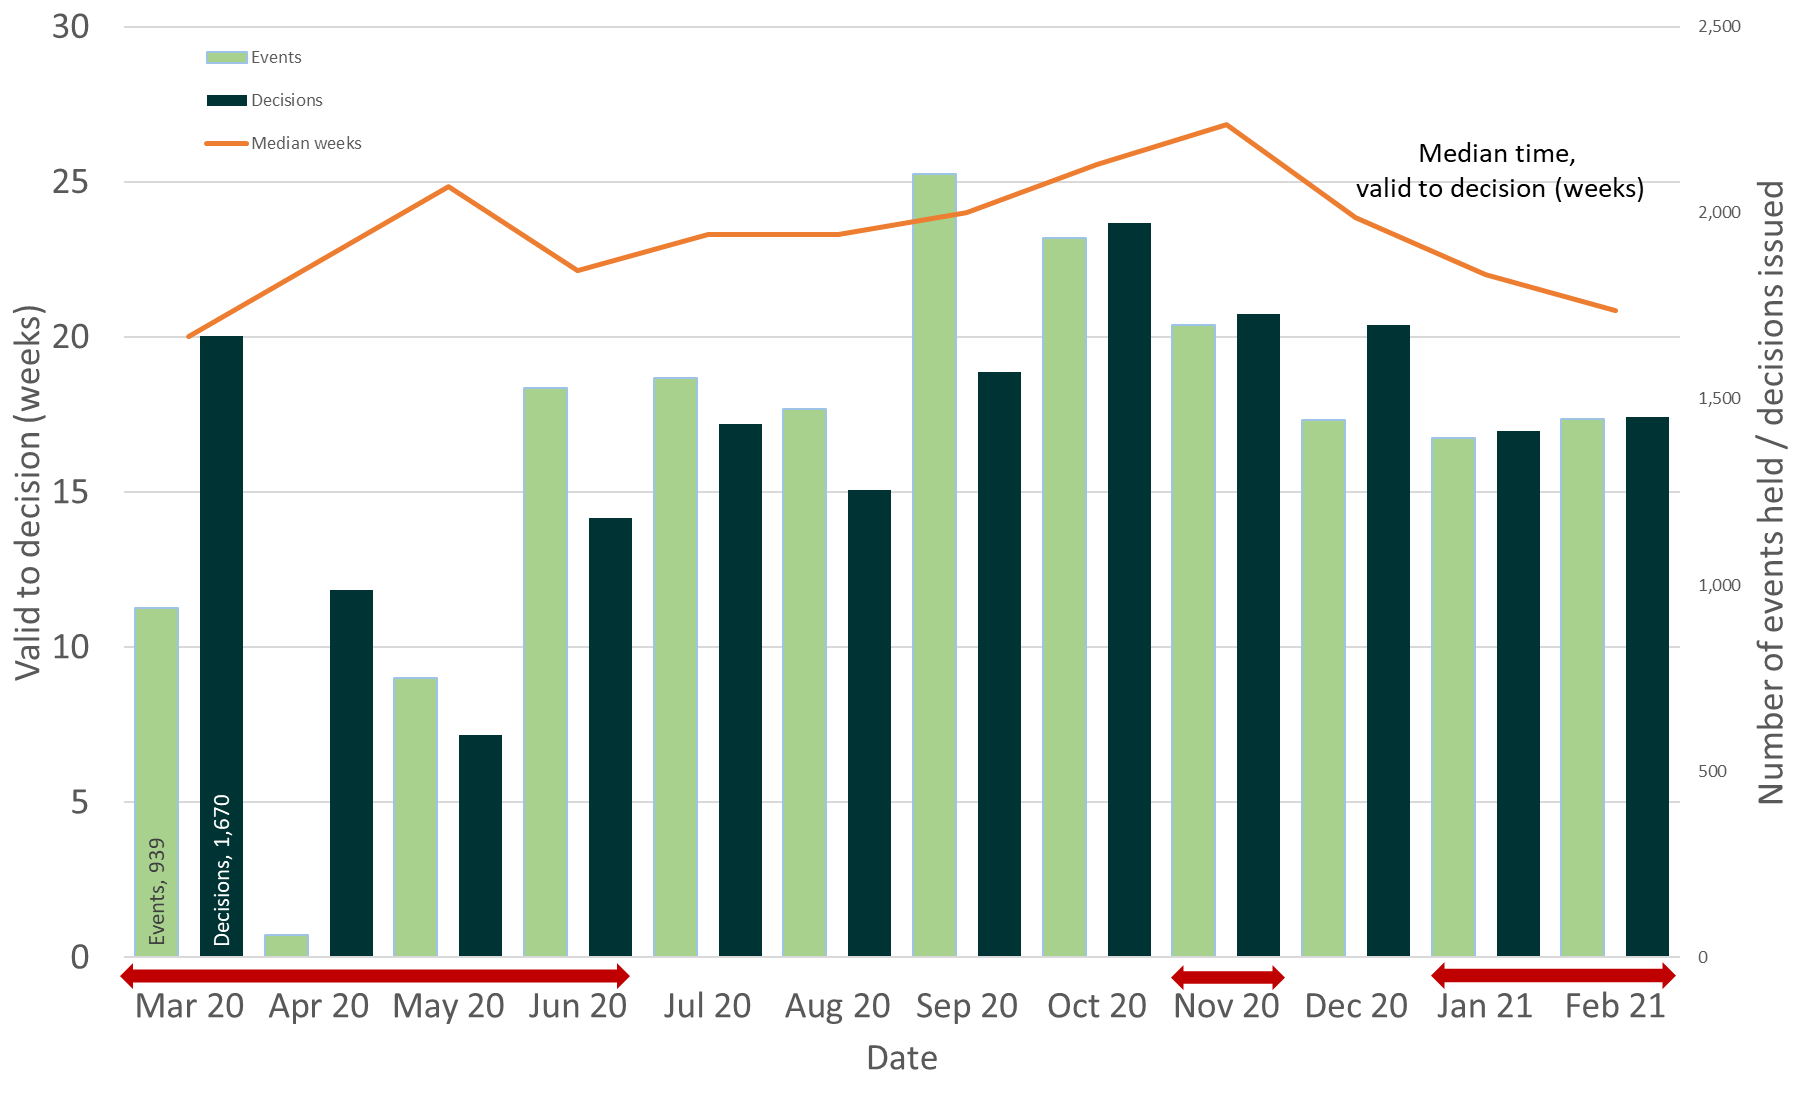 30
25
20
15
10
5
0
Valid to decision (weeks)
Events
Decisions
Median weeks
Median time,
valid to decision (weeks)
Events, 939
Decisions, 1,670
2,500
2,000
1,500
1,000
500
0
Number of events held / decisions issued
Mar 20 Apr 20 May 20 Jun 20 Jul 20 Aug 20 Sep 20 Oct 20 Nov 20 Dec 20 Jan 21 Feb 21
Date